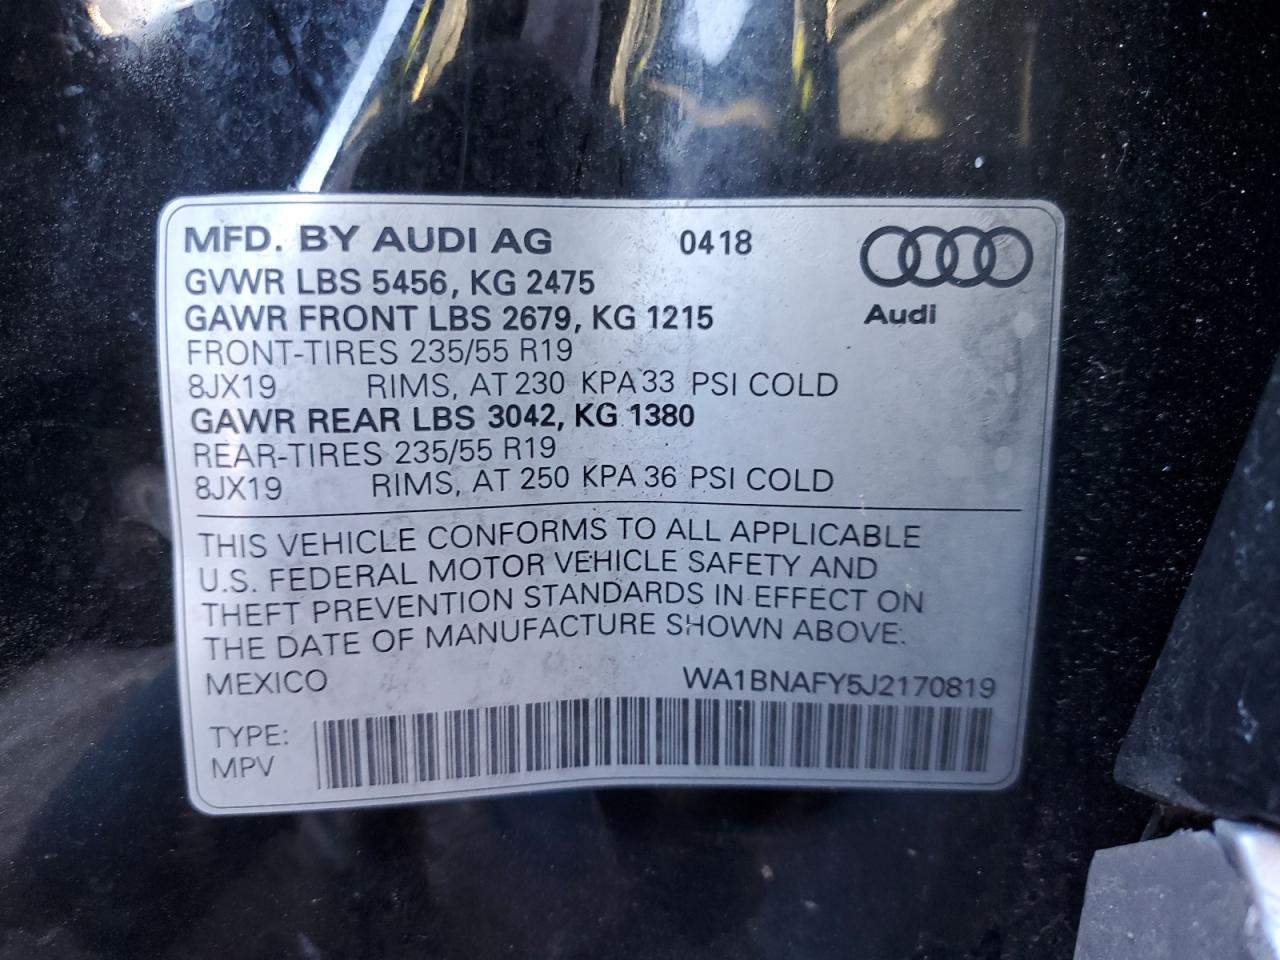 MFD. BY AUDI AG 0418
Audi
GVWR LBS 5456, KG 2475
GAWR FRONT LBS 2679, KG 1215
FRONT-TIRES 235/55 R19
8JX19 RIMS, AT 230 KPA 33 PSI COLD
GAWR REAR LBS 3042, KG 1380
REAR-TIRES 235/55 R19
8JX19 RIMS, AT 250 KPA 36 PSI COLD
THIS VEHICLE CONFORMS TO ALL APPLICABLE
U.S. FEDERAL MOTOR VEHICLE SAFETY AND
THEFT PREVENTION STANDARDS IN EFFECT ON
THE DATE OF MANUFACTURE SHOWN ABOVE.
MEXICO WA1BNAFY5J2170819
TYPE:
MPV